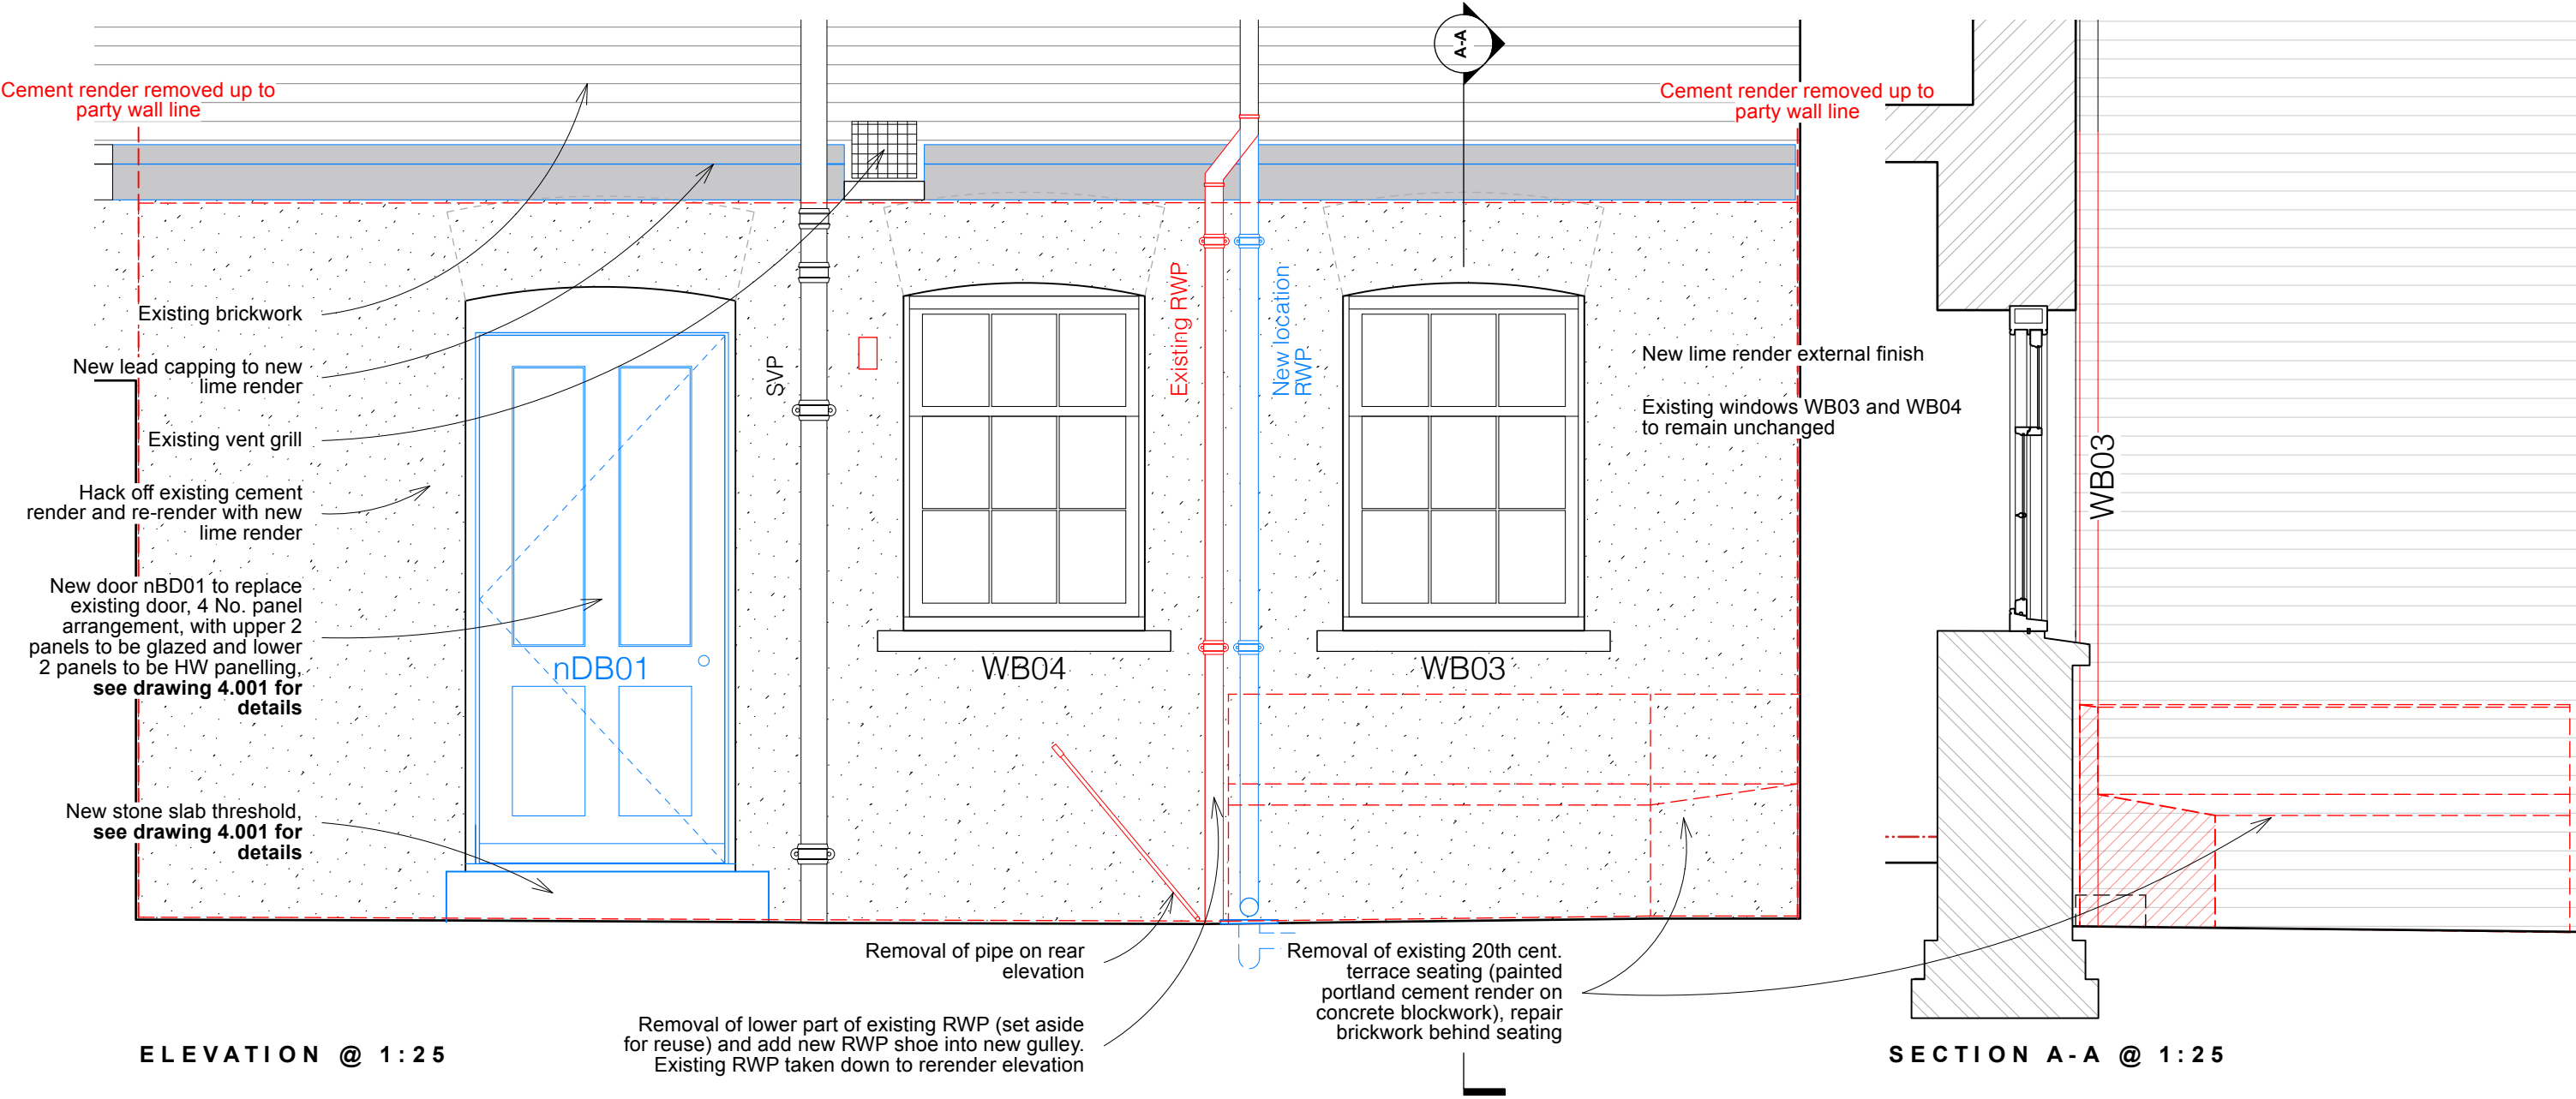 A-A
Cement render removed up to
party wall line
Cement render removed up to
party wall line
Existing brickwork
New lead capping to new
lime render
Existing vent grill
Hack off existing cement
render and re-render with new
lime render
New door nBD01 to replace
existing door, 4 No. panel
arrangement, with upper 2
panels to be glazed and lower
2 panels to be HW panelling,
see drawing 4.001 for
details
New stone slab threshold,
see drawing 4.001 for
details
nDB01
SVP
WB04
Existing RWP
New location
RWP
WB03
New lime render external finish
Existing windows WB03 and WB04
to remain unchanged
WB03
Removal of pipe on rear
elevation
Removal of lower part of existing RWP (set aside
for reuse) and add new RWP shoe into new gulley.
Existing RWP taken down to rerender elevation
Removal of existing 20th cent.
terrace seating (painted
portland cement render on
concrete blockwork), repair
brickwork behind seating
ELEVATION @ 1:25
SECTION A-A @ 1:25